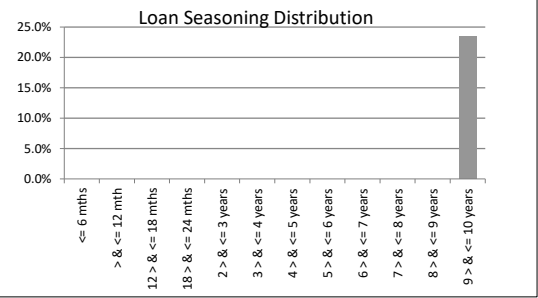 Loan Seasoning Distribution
25.0%
20.0%
15.0%
10.0%
5.0%
0.0%
<= 6 mths
> & <= 12 mth
12 > & <= 18 mths
18 > & <= 24 mths
2 > & <= 3 years
3 > & <= 4 years
4 > & <= 5 years
5 > & <= 6 years
6 > & <= 7 years
7 > & <= 8 years
8 > & <= 9 years
9 > & <= 10 years